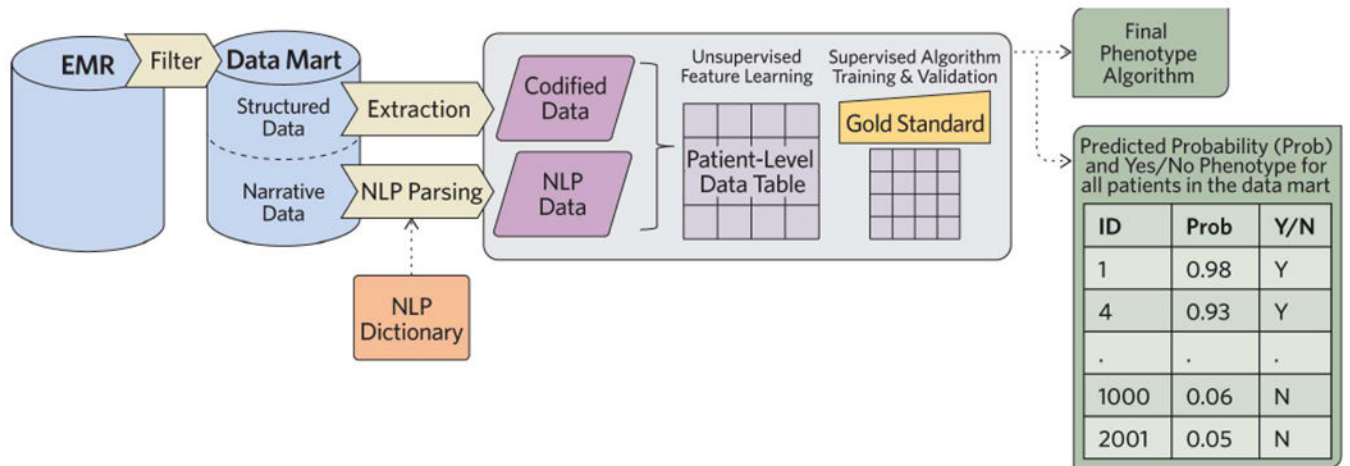 EMR
Filter
Data Mart
Structured
Data
Narrative
Data
Extraction
NLP Parsing
NLP
Dictionary
Codified
Data
NLP
Data
Unsupervised
Feature Learning
Patient-Level
Data Table
Supervised Algorithm
Training & Validation
Gold Standard
Final
Phenotype
Algorithm
Predicted Probability (Prob)
and Yes/No Phenotype for
all patients in the data mart
ID Prob Y/N
1 0.98 Y
4 0.93 Y
. . .
1000 0.06 N
2001 0.05 N